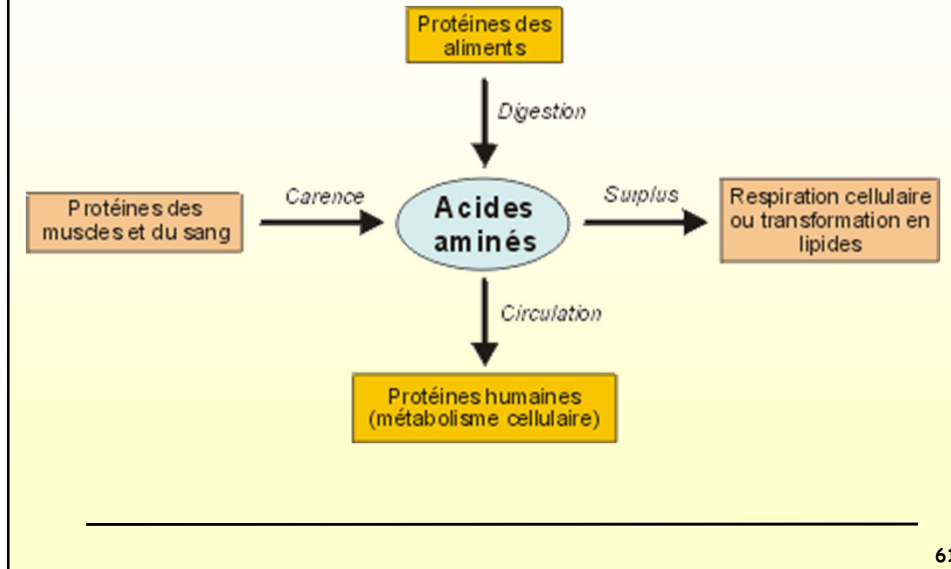 Protéines des
aliments
Digestion
Protéines des
muscles et du sang
Carence
Acides
aminés
Surplus
Respiration cellulaire
ou transformation en
lipides
Circulation
Protéines humaines
(métabolisme cellulaire)